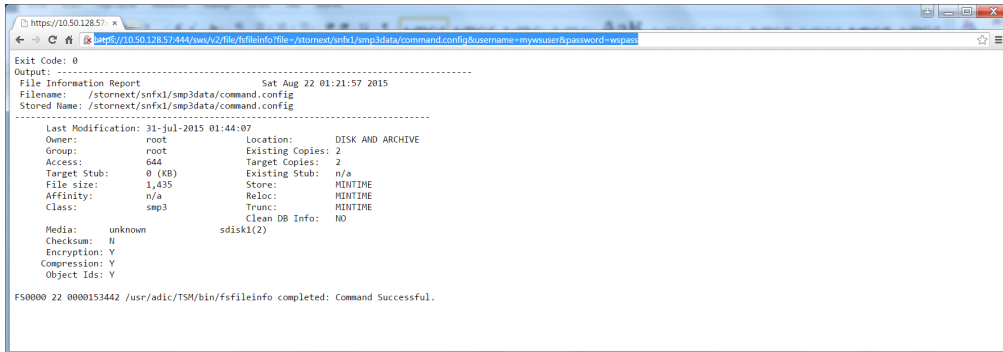 https://10.50.128.57:
https://10.50.128.57:444/sws/v2/file/fsfileinfo?file=/stornext/snfx1/smp3data/command.config&username=mywsuser&password=wspass
Exit Code: 0
Output: -------------------------------------------------------------------------------
File Information Report Sat Aug 22 01:21:57 2015
Filename: /stornext/snfx1/smp3data/command.config
Stored Name: /stornext/snfx1/smp3data/command.config
-------------------------------------------------------------------------------
Last Modification: 31-jul-2015 01:44:07
Owner: root Location: DISK AND ARCHIVE
Group: root Existing Copies: 2
Access: 644 Target Copies: 2
Target Stub: 0 (KB) Existing Stub: n/a
File size: 1,435 Store: MINTIME
Affinity: n/a Reloc: MINTIME
Class: smp3 Trunc: MINTIME
Clean DB Info: NO
Media: unknown sdisk1(2)
Checksum: N
Encryption: Y
Compression: Y
Object Ids: Y
FS0000 22 0000153442 /usr/adic/TSM/bin/fsfileinfo completed: Command Successful.